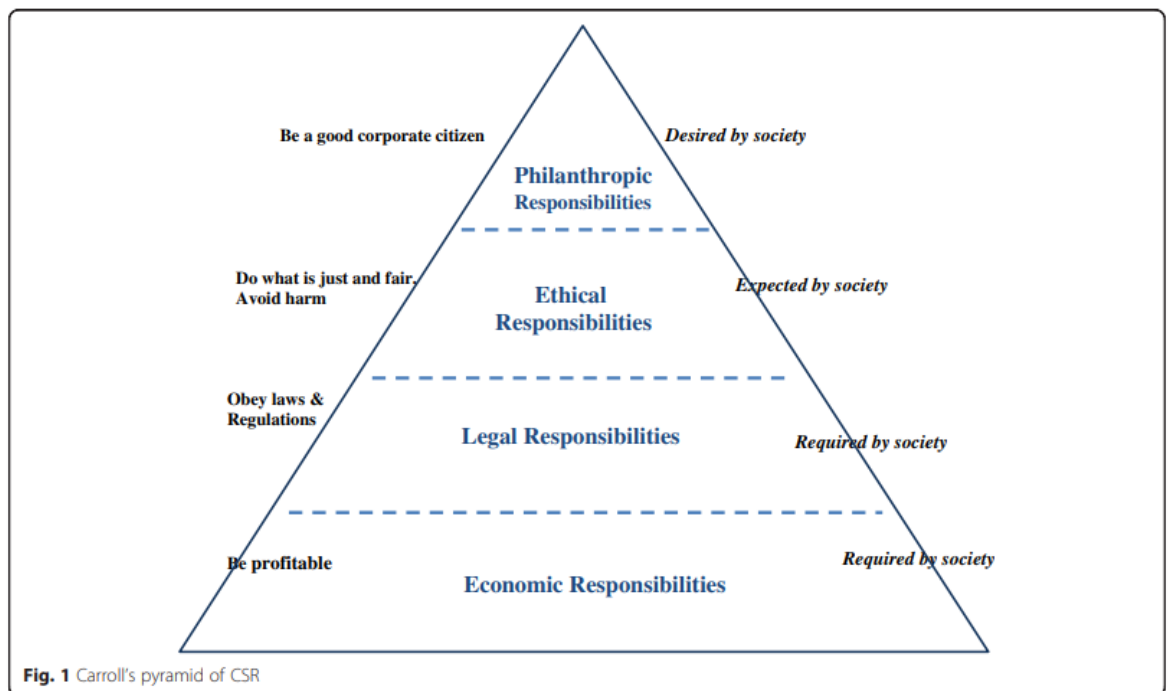 Be a good corporate citizen
Desired by society
Philanthropic
Responsibilities
Do what is just and fair,
Avoid harm
Expected by society
Ethical
Responsibilities
Obey laws &
Regulations
Legal Responsibilities
Required by society
Be profitable
Required by society
Economic Responsibilities
Fig. 1 Carroll's pyramid of CSR